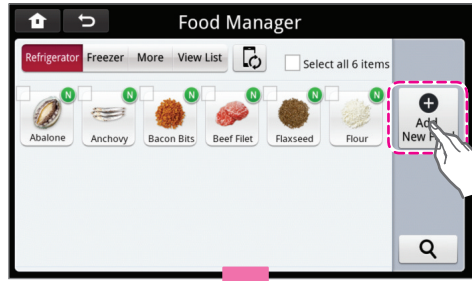 Food Manager
Refrigerator Freezer More View List Select all 6 items
N N N N N N
Abalone Anchovy Bacon Bits Beef Filet Flaxseed Flour
Add
New